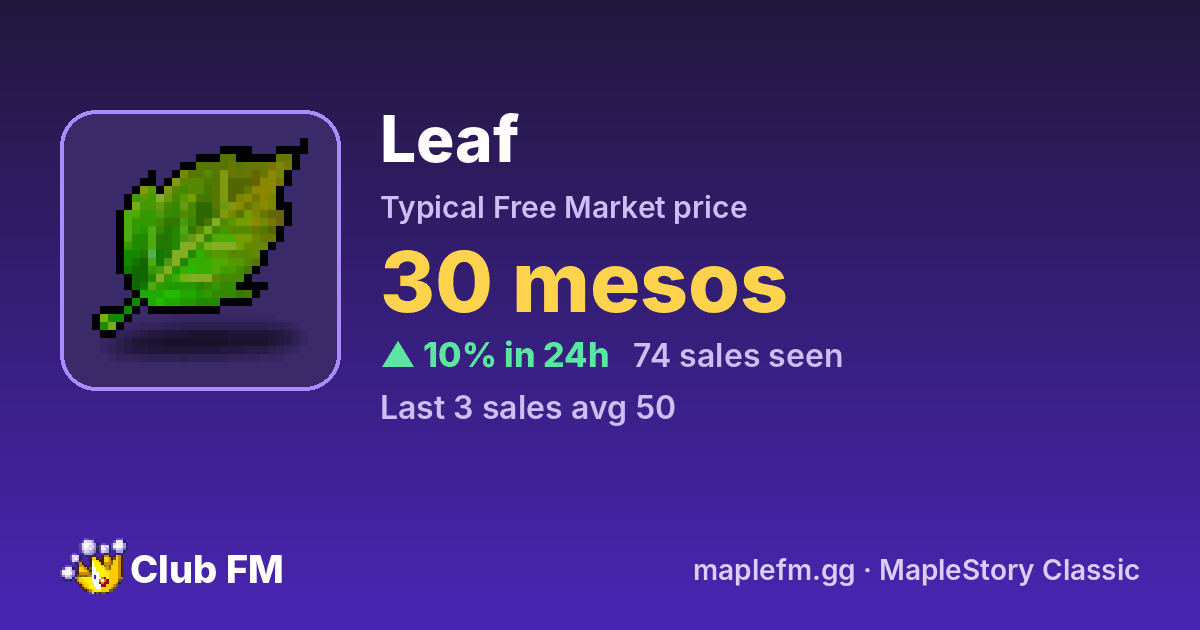 Leaf
Typical Free Market price
30 mesos
▲ 10% in 24h 74 sales seen
Last 3 sales avg 50
Club FM
maplefm.gg · MapleStory Classic